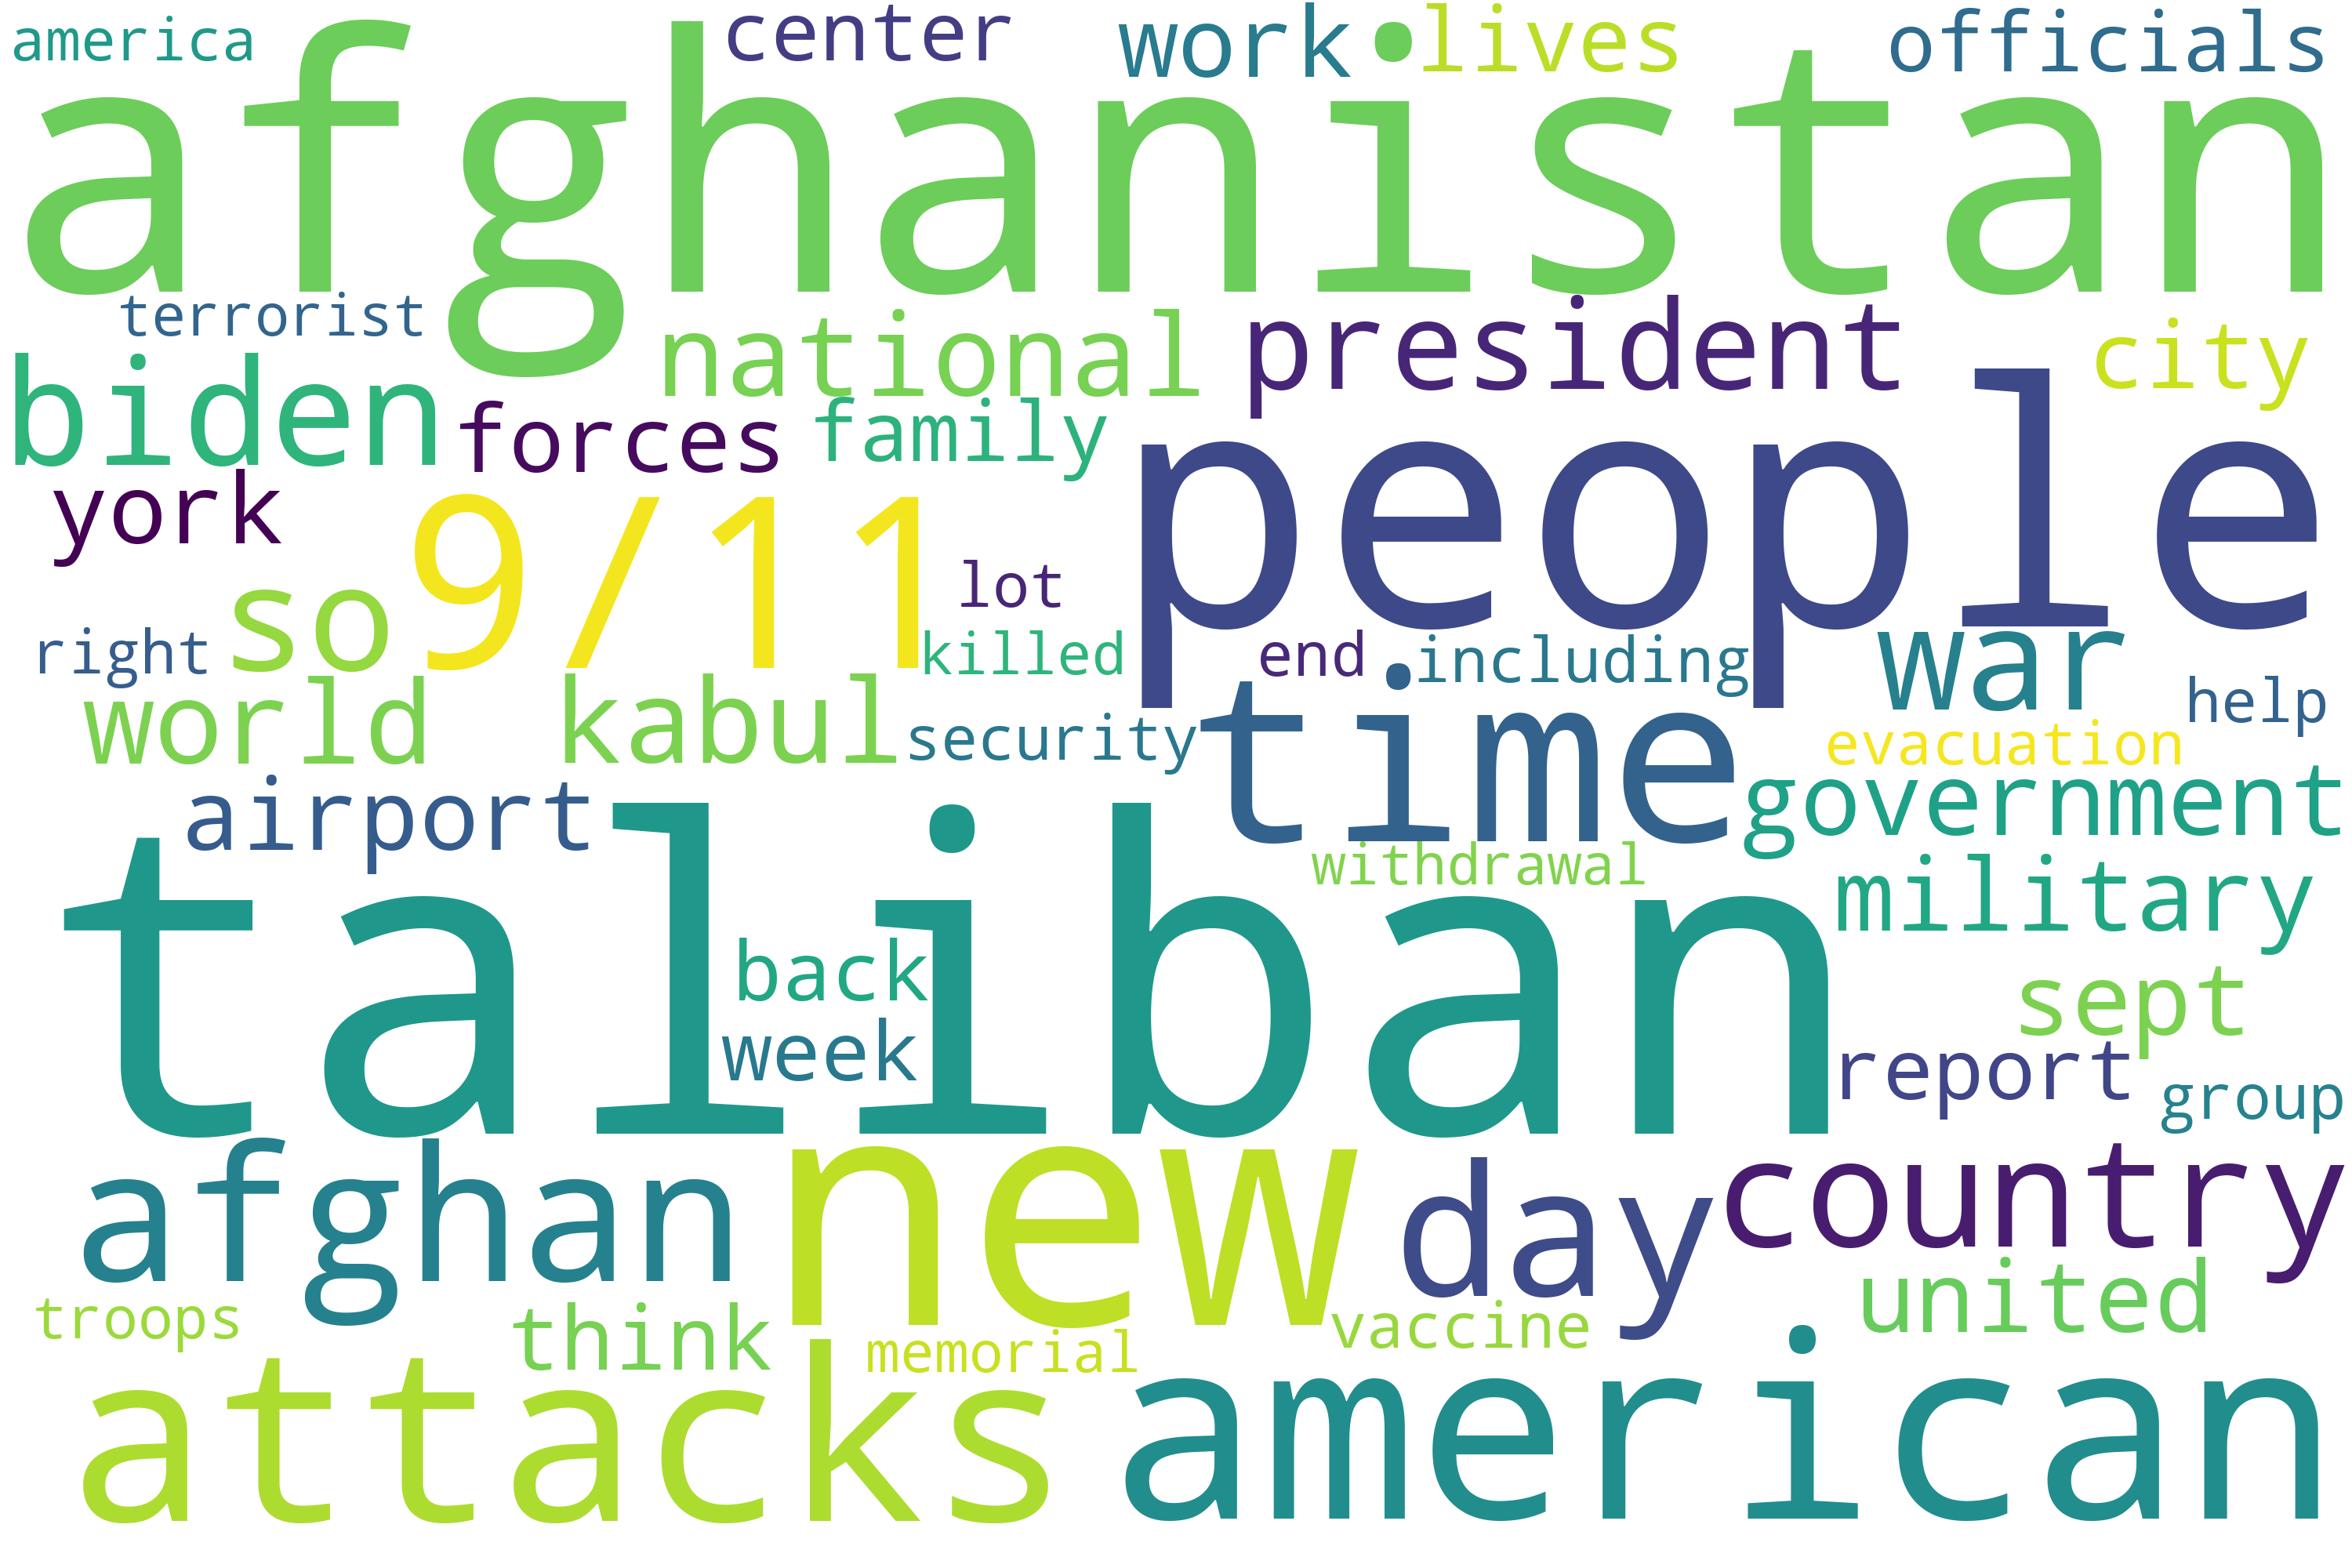 america center work lives officials
afghanistan
terrorist national president city
biden forces family
people
york 9/11
so lot
right killed end including war help
world kabul security time evacuation
airport government
taliban withdrawal military
back sept
week report group
afghan new day country
troops think memorial vaccine united
attacks american